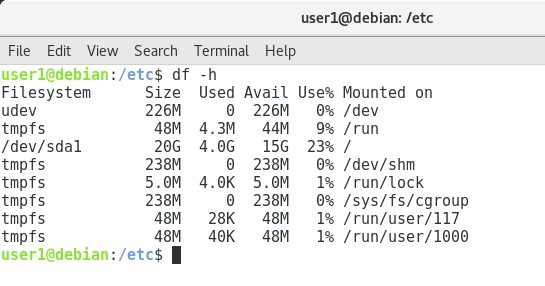 user1@debian: /etc
File Edit View Search Terminal Help
user1@debian:/etc$ df -h
Filesystem      Size  Used Avail Use% Mounted on
udev            226M     0  226M   0% /dev
tmpfs            48M  4.3M   44M   9% /run
/dev/sda1        20G  4.0G   15G  23% /
tmpfs           238M     0  238M   0% /dev/shm
tmpfs           5.0M  4.0K  5.0M   1% /run/lock
tmpfs           238M     0  238M   0% /sys/fs/cgroup
tmpfs            48M   28K   48M   1% /run/user/117
tmpfs            48M   40K   48M   1% /run/user/1000
user1@debian:/etc$